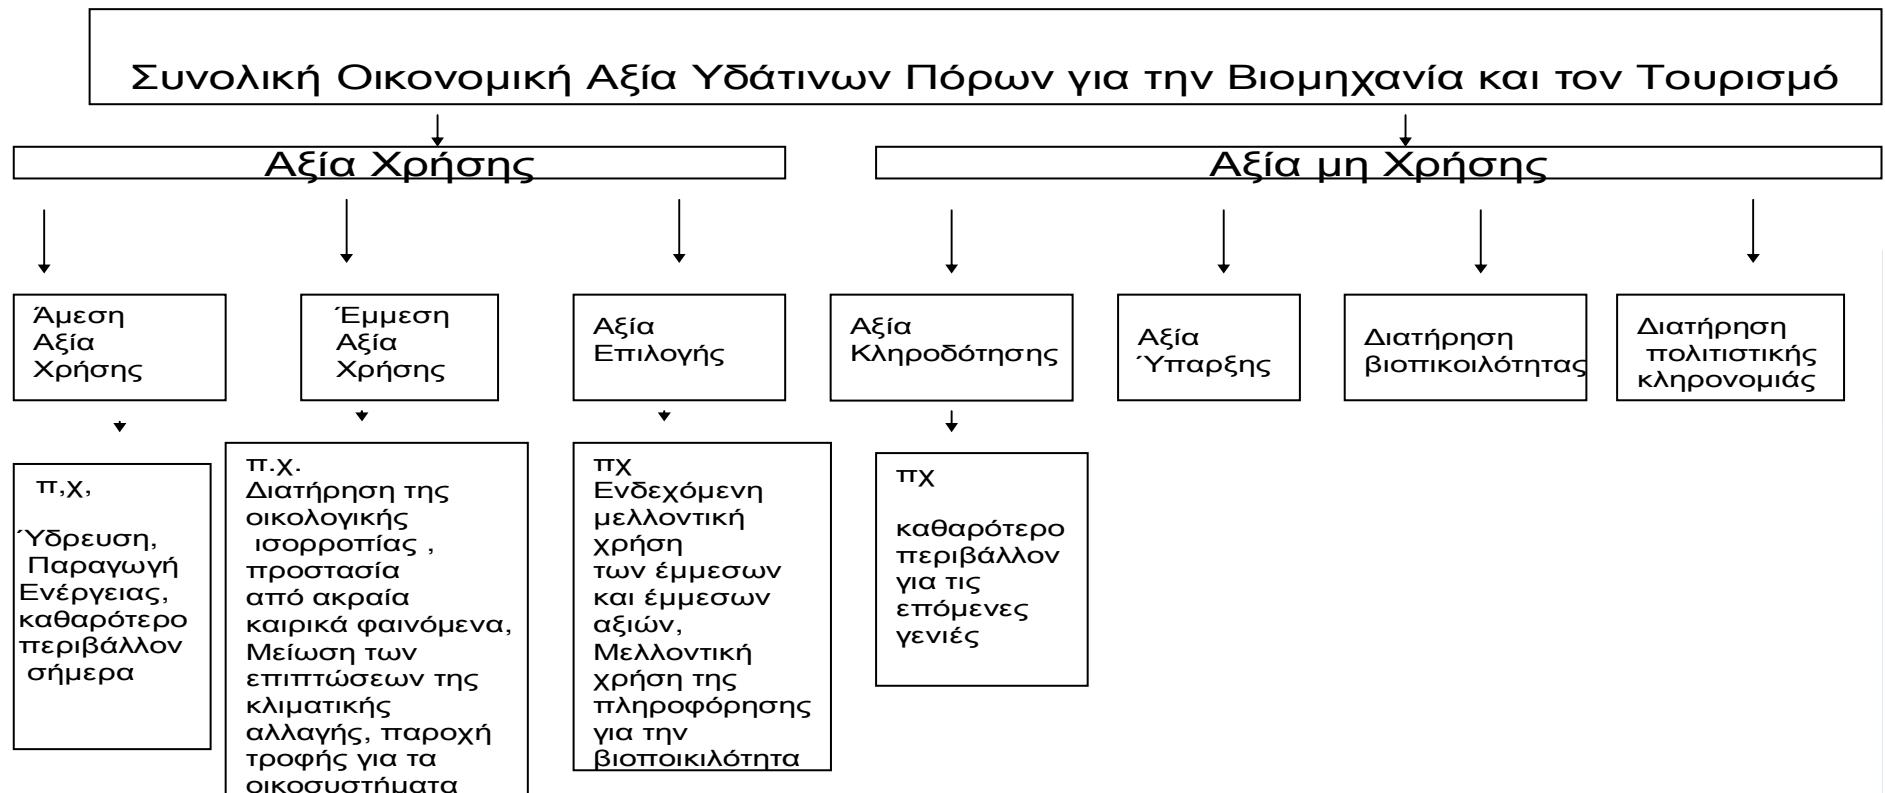 Συνολική Οικονομική Αξία Υδάτινων Πόρων για την Βιομηχανία και τον Τουρισμό
Αξία Χρήσης
Αξία μη Χρήσης
Άμεση
Αξία
Χρήσης
Έμμεση
Αξία
Χρήσης
Αξία
Επιλογής
Αξία
Κληροδότησης
Αξία
Ύπαρξης
Διατήρηση
βιοπικοιλότητας
Διατήρηση
πολιτιστικής
κληρονομιάς
π,χ,
Ύδρευση,
Παραγωγή
Ενέργειας,
καθαρότερο
περιβάλλον
σήμερα
π.χ.
Διατήρηση της
οικολογικής
ισορροπίας ,
προστασία
από ακραία
καιρικά φαινόμενα,
Μείωση των
επιπτώσεων της
κλιματικής
αλλαγής, παροχή
τροφής για τα
οικοσυστήματα
πχ
Ενδεχόμενη
μελλοντική
χρήση
των έμμεσων
και έμμεσων
αξιών,
Μελλοντική
χρήση της
πληροφόρησης
για την
βιοποικιλότητα
πχ
καθαρότερο
περιβάλλον
για τις
επόμενες
γενιές